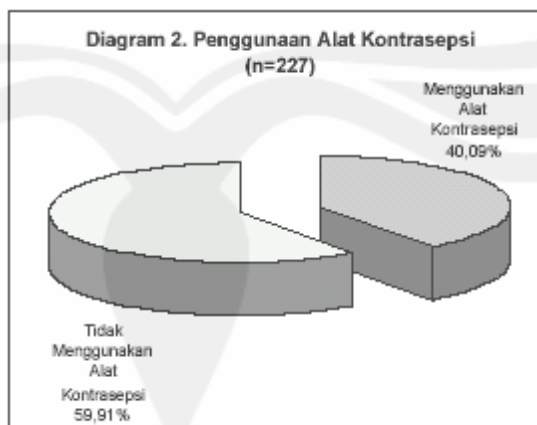 Diagram 2. Penggunaan Alat Kontrasepsi
(n=227)
Menggunakan
Alat
Kontrasepsi
40,09%
Tidak
Menggunakan
Alat
Kontrasepsi
59,91%